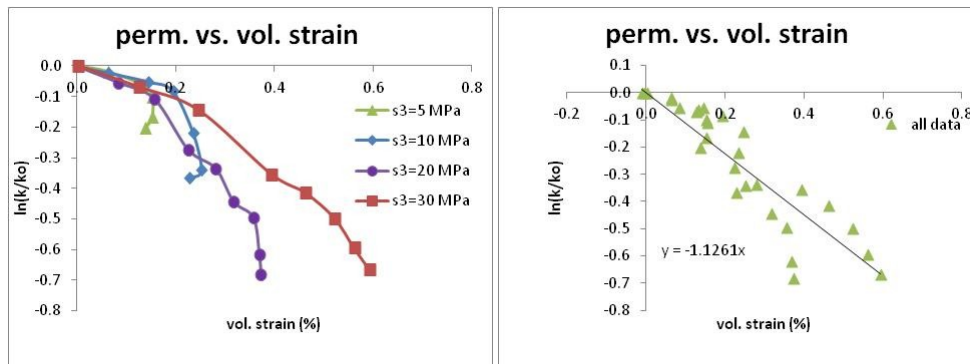 perm. vs. vol. strain
0.0
-0.1
-0.2
-0.3
-0.4
-0.5
-0.6
-0.7
-0.8
0.0 0.2 0.4 0.6 0.8
ln(k/ko)
vol. strain (%)
s3=5 MPa
s3=10 MPa
s3=20 MPa
s3=30 MPa
perm. vs. vol. strain
0.1
0.0
-0.1
-0.2
-0.3
-0.4
-0.5
-0.6
-0.7
-0.8
0.0 0.2 0.4 0.6 0.8
ln(k/ko)
vol. strain (%)
all data
y = -1.1261x